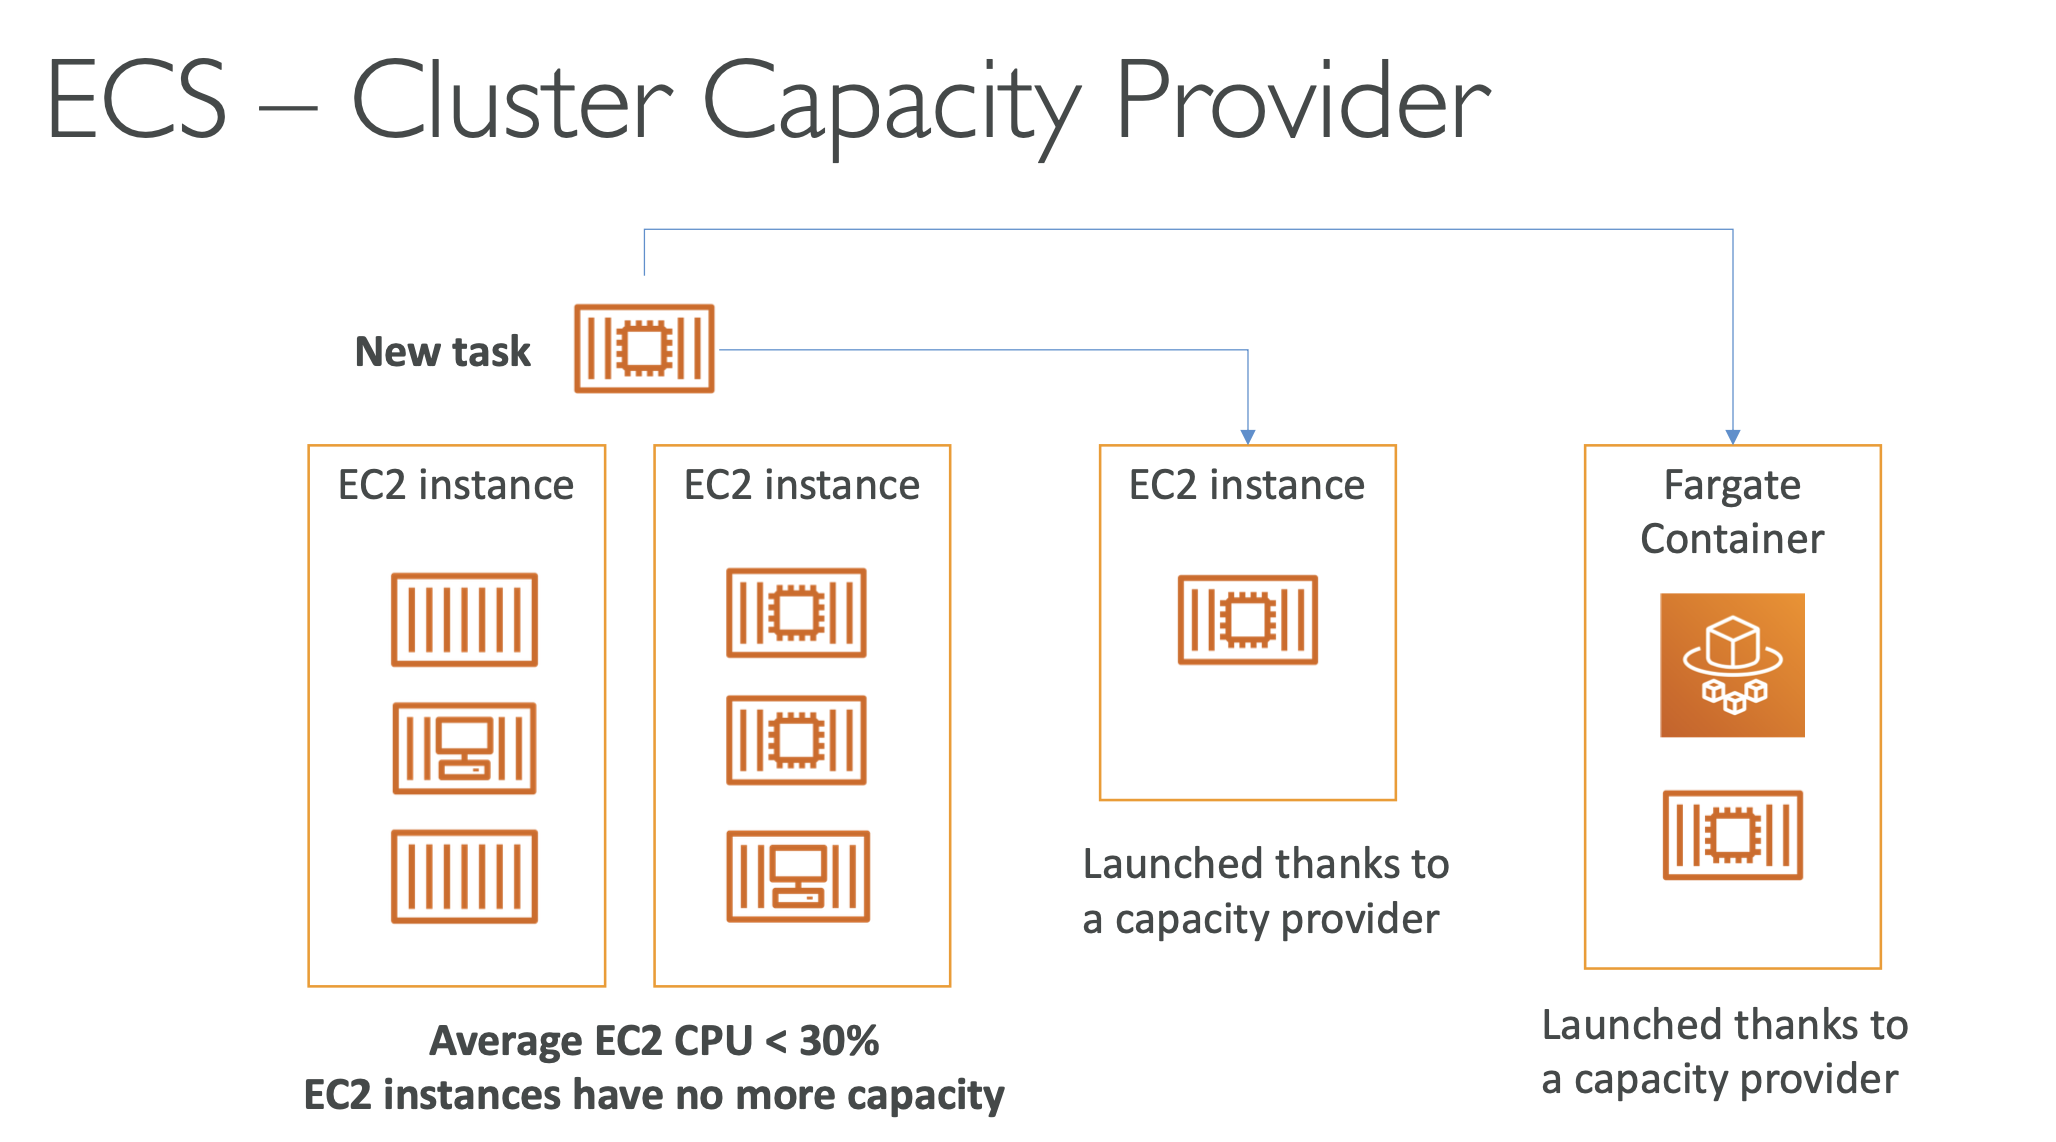 ECS – Cluster Capacity Provider
New task
EC2 instance
EC2 instance
EC2 instance
Fargate
Container
Launched thanks to
a capacity provider
Average EC2 CPU < 30%
EC2 instances have no more capacity
Launched thanks to
a capacity provider